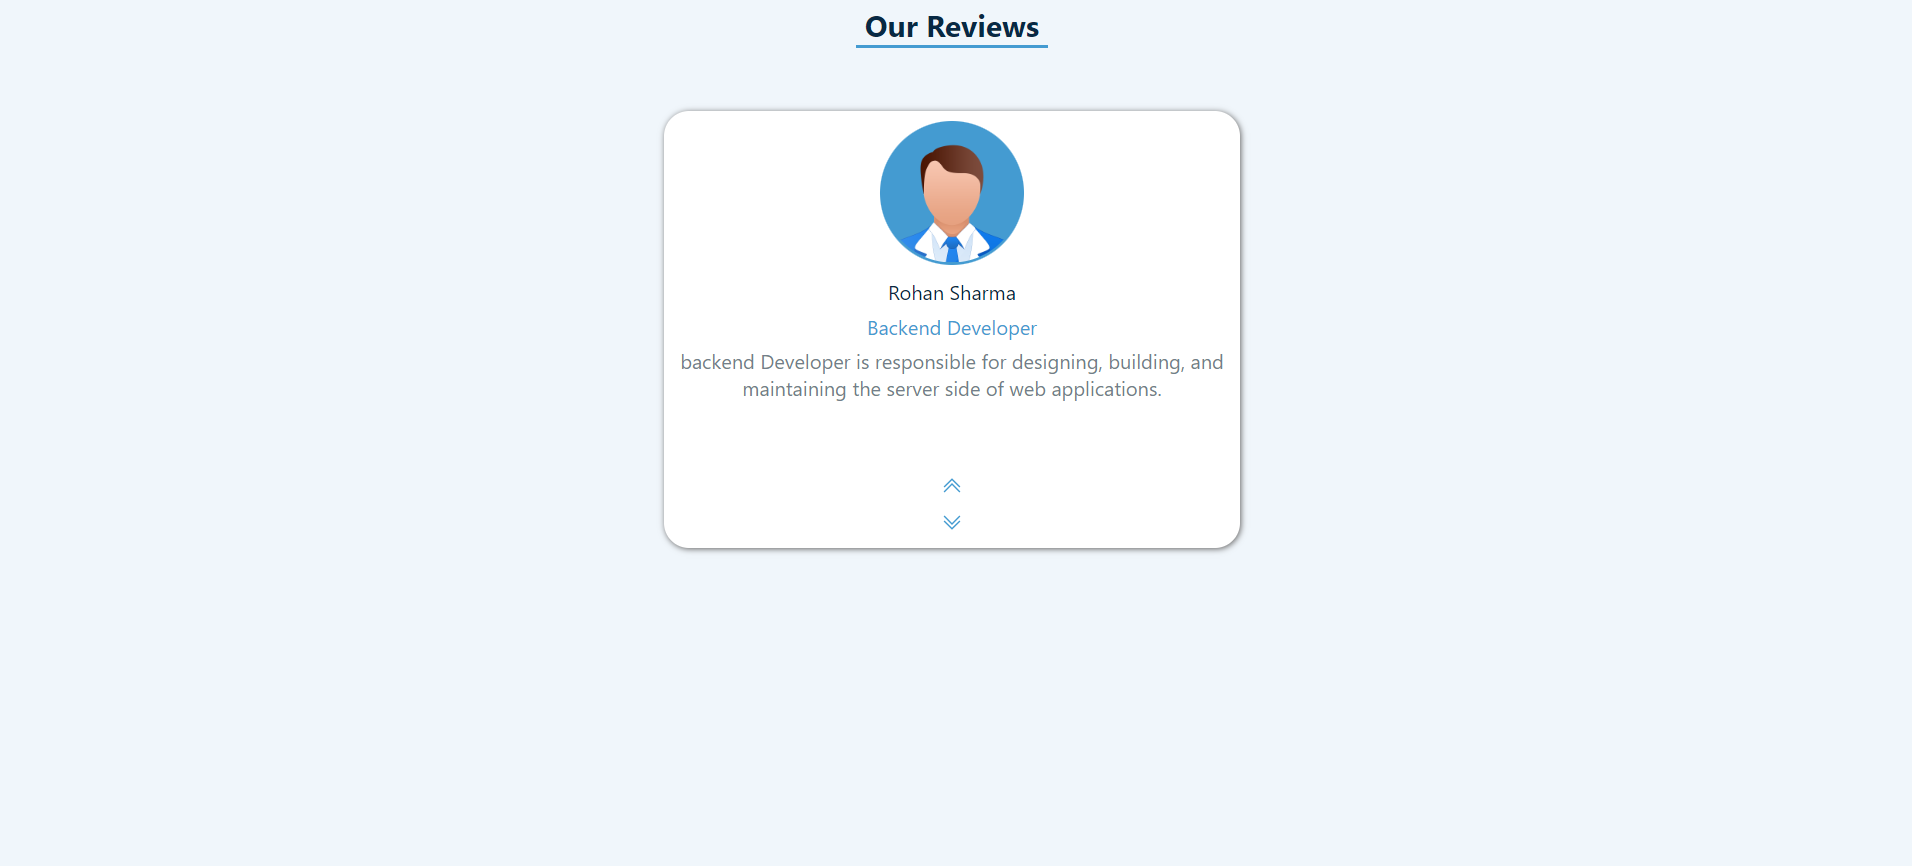 Our Reviews
Rohan Sharma
Backend Developer
backend Developer is responsible for designing, building, and
maintaining the server side of web applications.